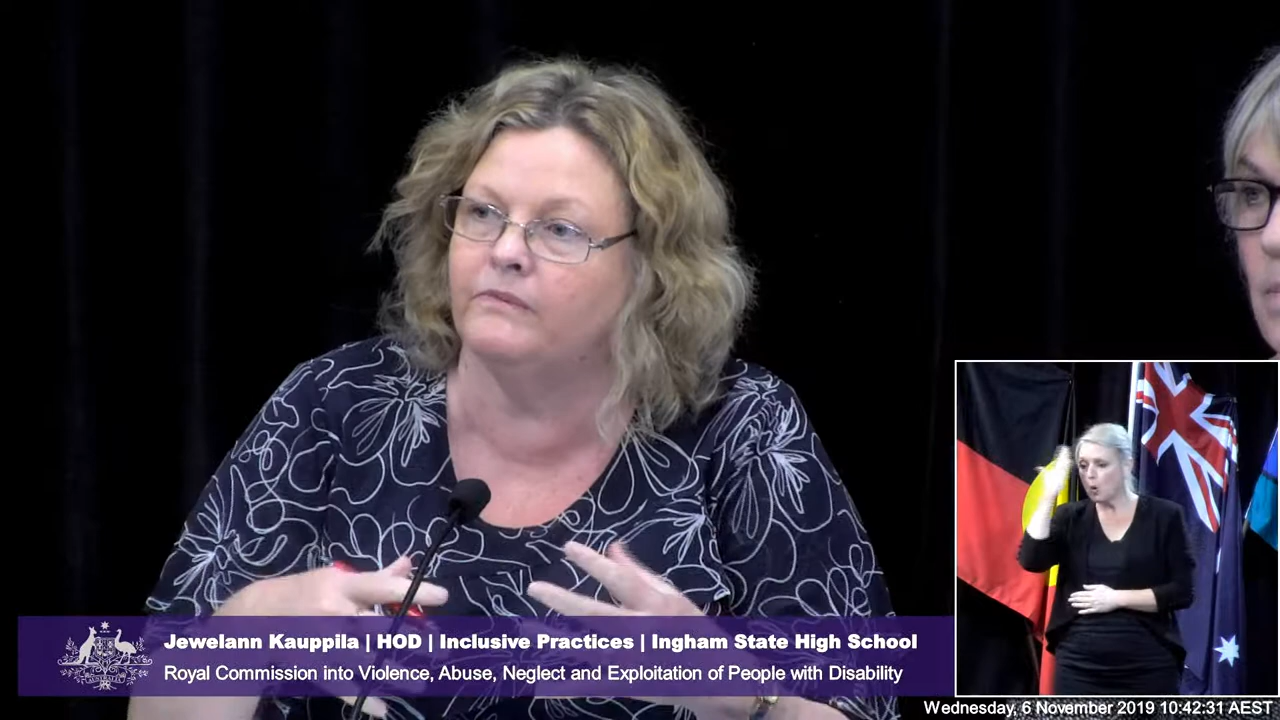 Jewelann Kauppila | HOD | Inclusive Practices | Ingham State High School
Royal Commission into Violence, Abuse, Neglect and Exploitation of People with Disability
Wednesday, 6 November 2019 10:42:31 AEST